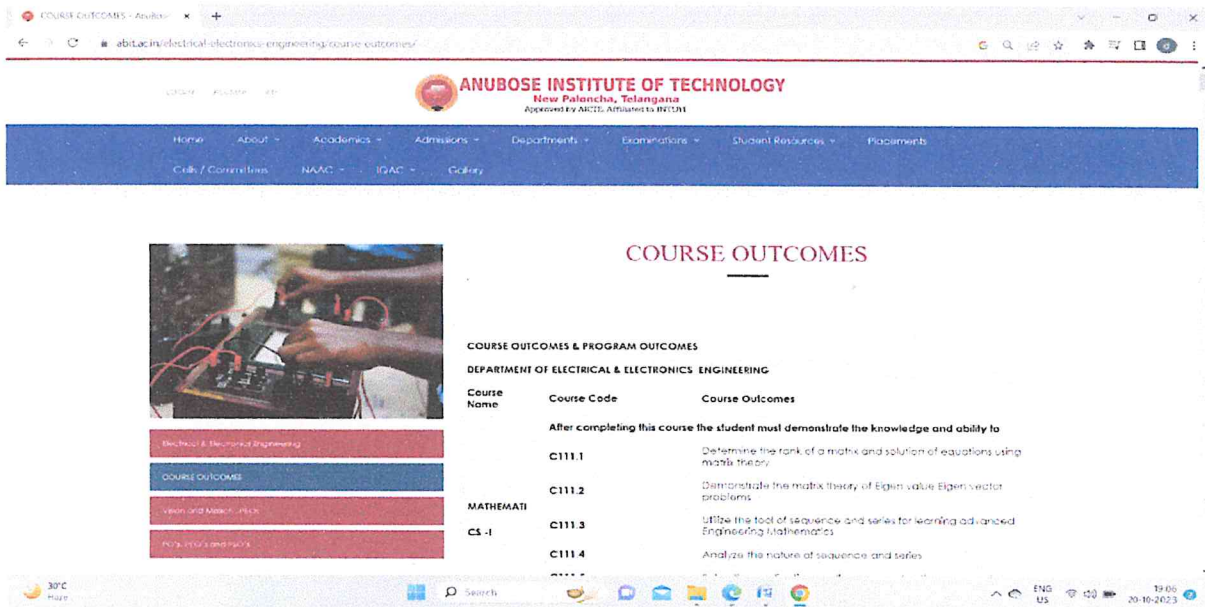 COURSE OUTCOMES - AnuBose
abit.ac.in/electrical-electronics-engineering/course-outcomes/
ANUBOSE INSTITUTE OF TECHNOLOGY
New Paloncha, Telangana
Approved by AICTE, Affiliated to JNTUH
Home About Academics Admissions Departments Examinations Student Resources Placements
Cells / Committees NAAC IQAC Gallery
COURSE OUTCOMES
COURSE OUTCOMES & PROGRAM OUTCOMES
DEPARTMENT OF ELECTRICAL & ELECTRONICS ENGINEERING
Course Name Course Code Course Outcomes
After completing this course the student must demonstrate the knowledge and ability to
C111.1 Determine the rank of a matrix and solution of equations using
matrix theory
C111.2 Demonstrate the matrix theory of Eigen value Eigen vector
problems
MATHEMATI
CS -I
C111.3 Utilize the tool of sequence and series for learning advanced
Engineering Mathematics
C111.4 Analyze the nature of sequence and series
Electrical & Electronics Engineering
COURSE OUTCOMES
Vision and Mission
30°C
Haze
Search
ENG
US
19:06
20-10-2023